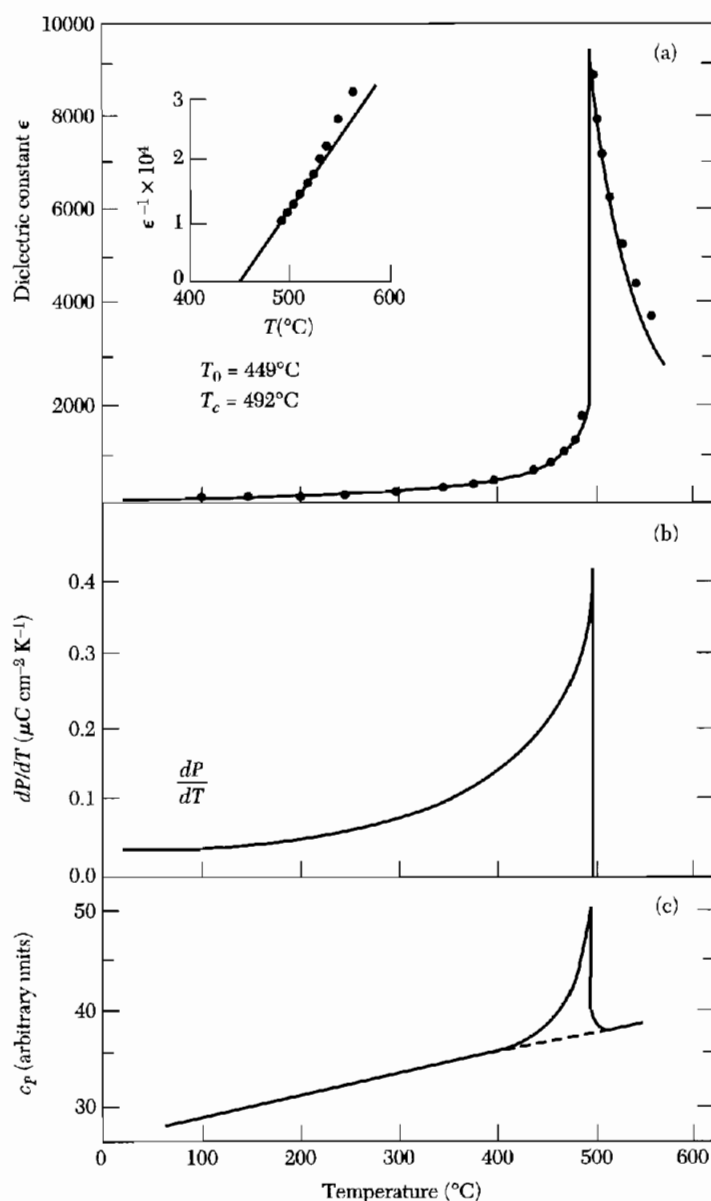 10000
8000
6000
4000
2000
Dielectric constant ϵ
(a)
3
2
1
0
ϵ⁻¹ × 10⁴
400
500
600
T(°C)
T₀ = 449°C
T_c = 492°C
(b)
0.4
0.3
0.2
0.1
0.0
dP/dT (μC cm⁻² K⁻¹)
dP
dT
(c)
50
40
30
c_p (arbitrary units)
0
100
200
300
400
500
600
Temperature (°C)